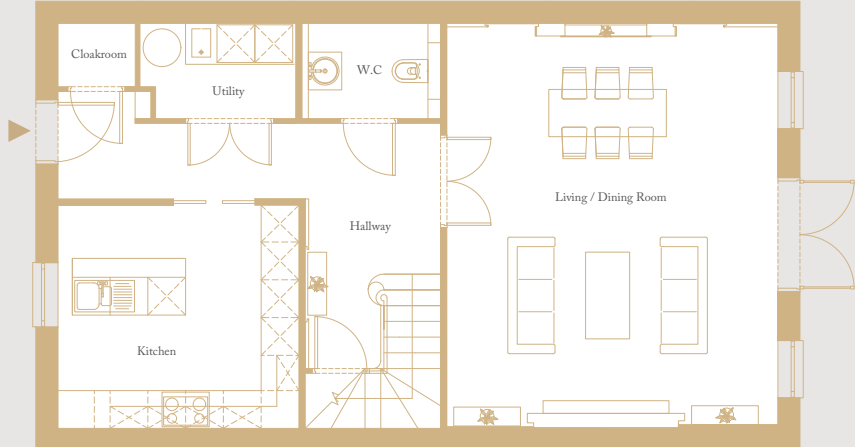 Cloakroom
W.C
Utility
Living / Dining Room
Hallway
Kitchen